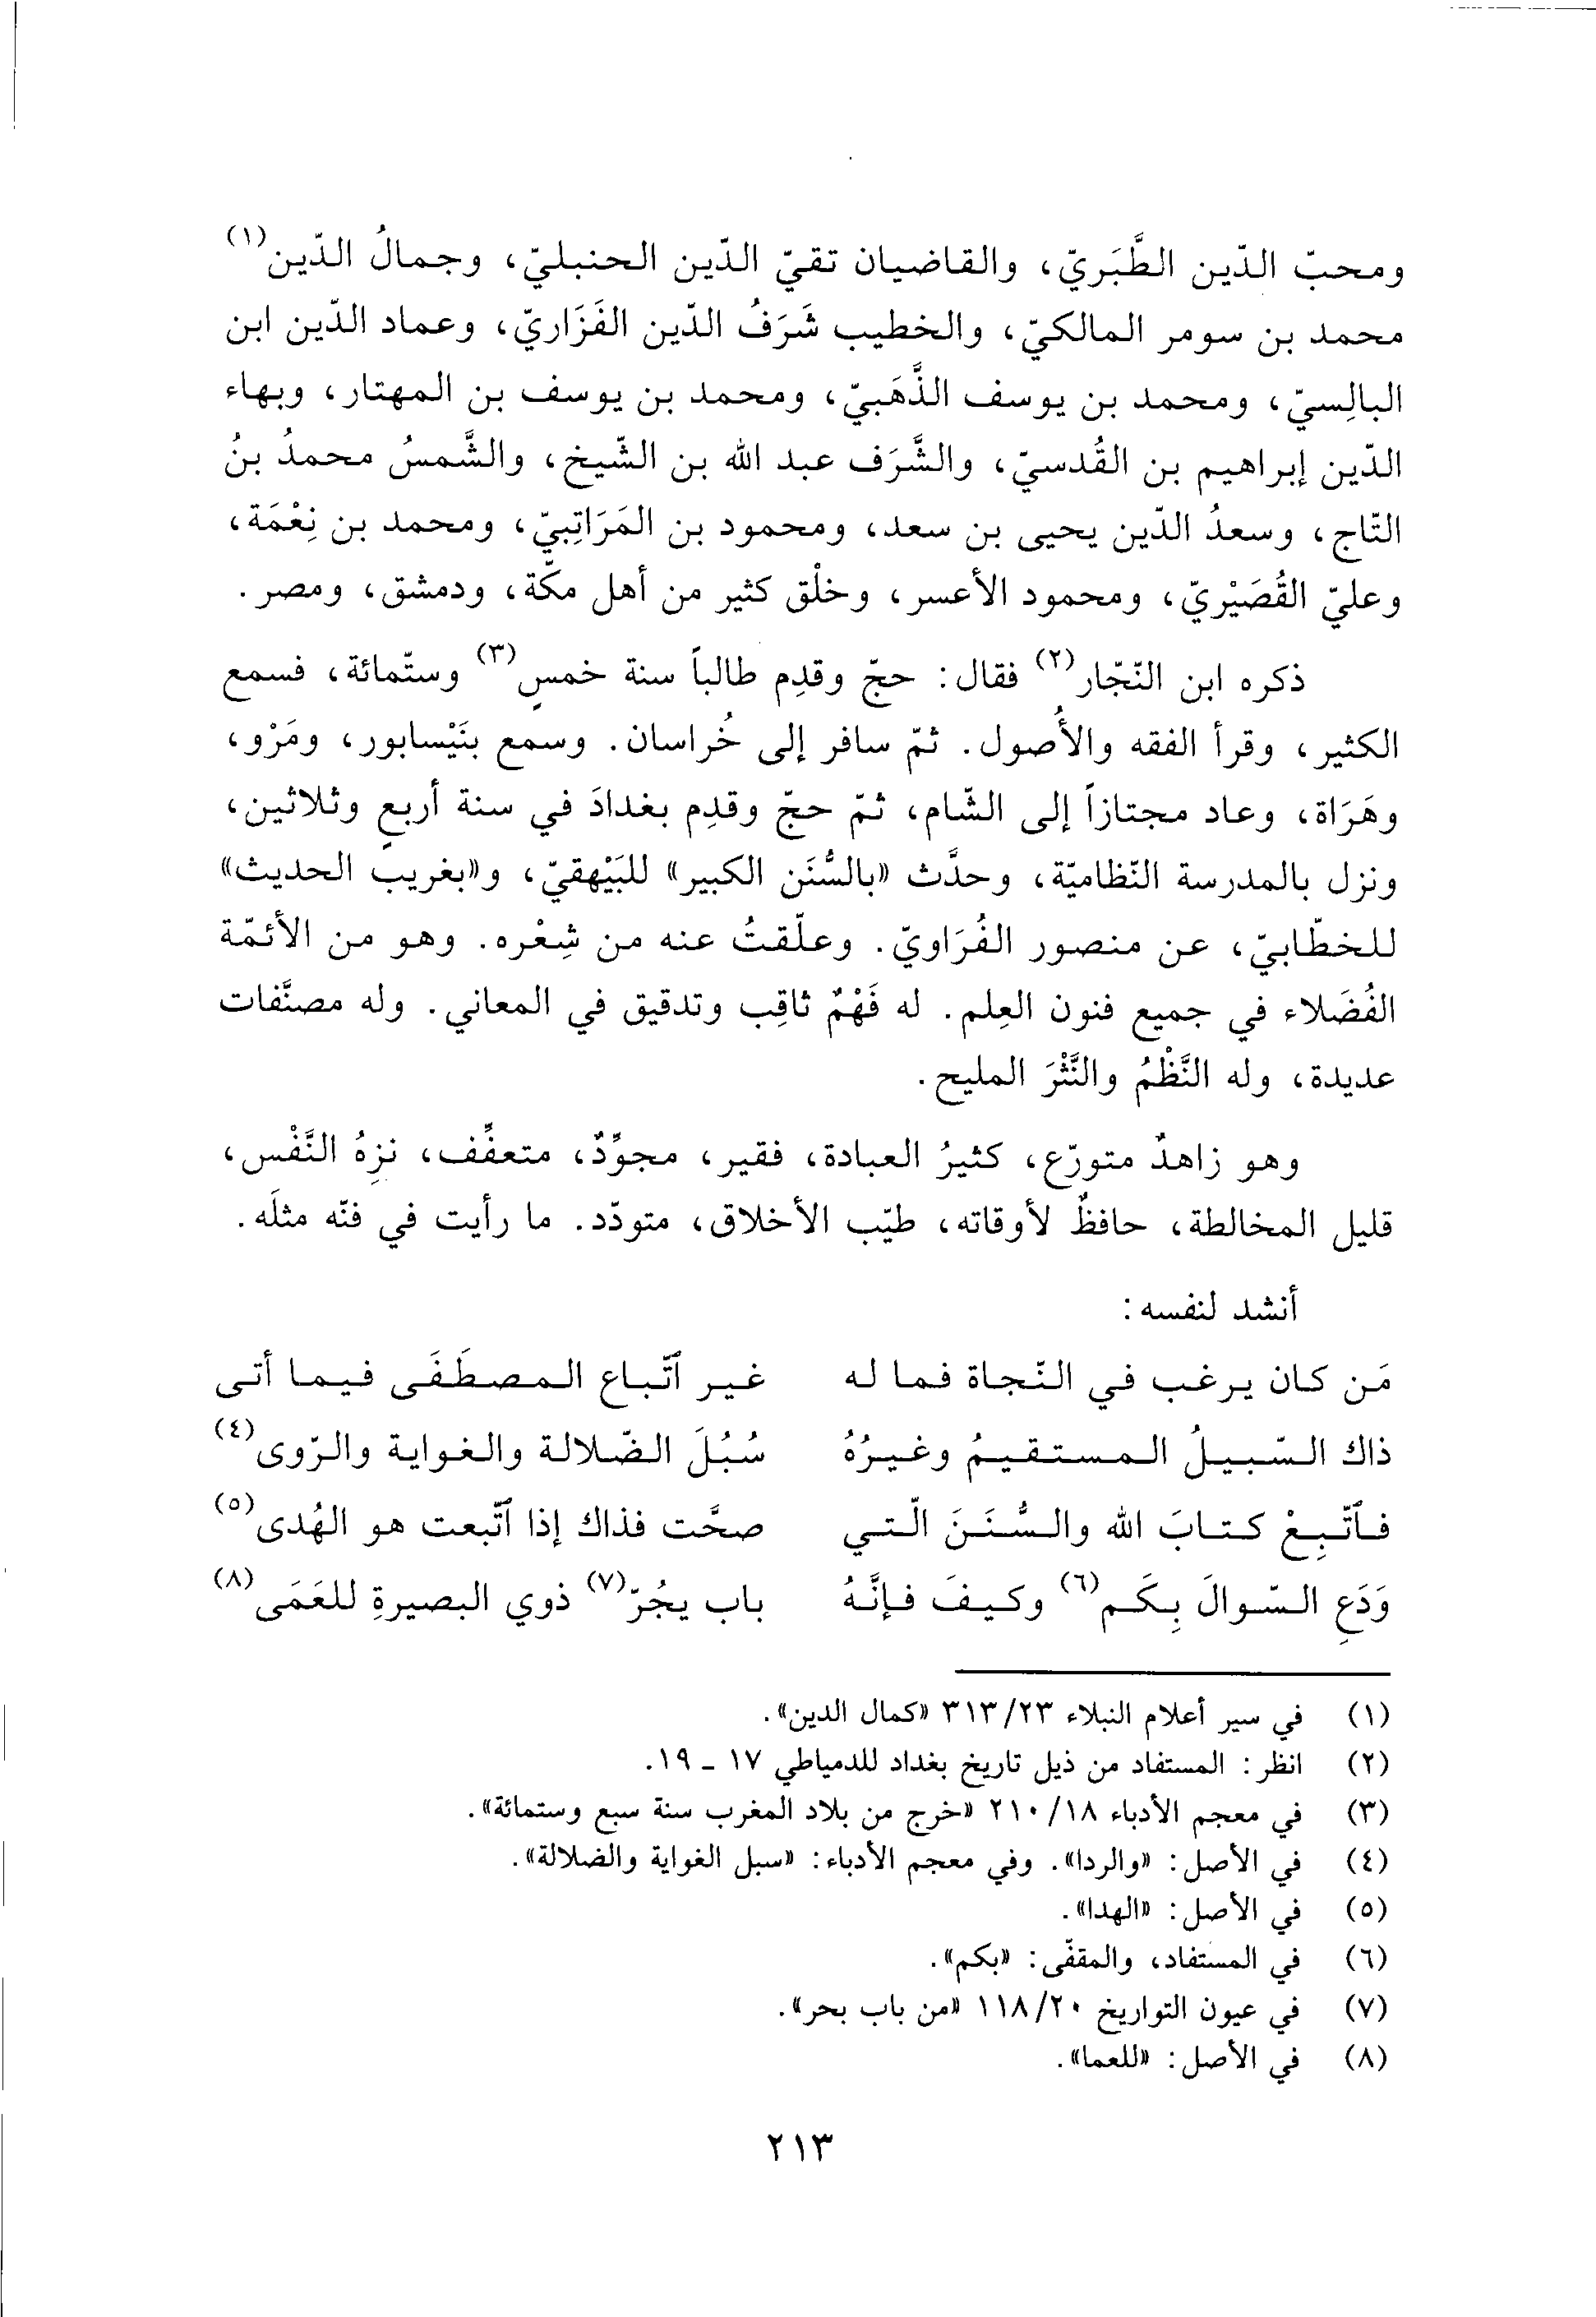 ومحبّ الدّين الطَّبَريّ، والقاضيان تقيّ الدّين الحنبليّ، وجمالُ الدّين(١)
محمد بن سومر المالكيّ، والخطيب شَرَفُ الدّين الفَزَاريّ، وعماد الدّين ابن
البالِسيّ، ومحمد بن يوسف الذَّهَبيّ، ومحمد بن يوسف بن المهتار، وبهاء
الدّين إبراهيم بن القُدسيّ، والشَّرَف عبد الله بن الشّيخ، والشَّمسُ محمدُ بنُ
التّاج، وسعدُ الدّين يحيى بن سعد، ومحمود بن المَرَاتِبيّ، ومحمد بن نِعْمَة،
وعليّ القُصَيْريّ، ومحمود الأعسر، وخلْق كثير من أهل مكّة، ودمشق، ومصر.
ذكره ابن النّجّار(٢) فقال: حجّ وقدِم طالباً سنة خمسٍ(٣) وستّمائة، فسمع
الكثير، وقرأ الفقه والأُصول. ثمّ سافر إلى خُراسان. وسمع بنَيْسابور، ومَرْو،
وهَرَاة، وعاد مجتازاً إلى الشّام، ثمّ حجّ وقدِم بغدادَ في سنة أربعٍ وثلاثين،
ونزل بالمدرسة النّظاميّة، وحدَّث «بالسُّنَن الكبير» للبَيْهقيّ، و«بغريب الحديث»
للخطّابيّ، عن منصور الفُرَاويّ. وعلّقتُ عنه من شِعْره. وهو من الأئمّة
الفُضَلاء في جميع فنون العِلم. له فَهْمٌ ثاقِب وتدقيق في المعاني. وله مصنَّفات
عديدة، وله النَّظْمُ والنَّثْرَ المليح.
وهو زاهدٌ متورّع، كثيرُ العبادة، فقير، مجوِّدٌ، متعفِّف، نزِهُ النَّفْس،
قليل المخالطة، حافظٌ لأوقاته، طيّب الأخلاق، متودّد. ما رأيت في فنّه مثلَه.
أنشد لنفسه:
مَن كان يرغب في النّجاة فما له غير ٱتّباع المصطَفَى فيما أتى
ذاك السّبيلُ المستقيمُ وغيرُهُ سُبُلَ الضّلالة والغواية والرّوى(٤)
فٱتّبِعْ كتابَ الله والسُّنَنَ الّتي صحَّت فذاك إذا ٱتّبعت هو الهُدى(٥)
وَدَعِ السّوالَ بِكَم(٦) وكيفَ فإنَّهُ باب يجُرّ(٧) ذوي البصيرةِ للعَمَى(٨)
(١) في سير أعلام النبلاء ٢٣/ ٣١٣ «كمال الدين».
(٢) انظر: المستفاد من ذيل تاريخ بغداد للدمياطي ١٧ ـ ١٩.
(٣) في معجم الأدباء ١٨/ ٢١٠ «خرج من بلاد المغرب سنة سبع وستمائة».
(٤) في الأصل: «والردا». وفي معجم الأدباء: «سبل الغواية والضلالة».
(٥) في الأصل: «الهدا».
(٦) في المستفاد، والمقفّى: «بكم».
(٧) في عيون التواريخ ٢٠/ ١١٨ «من باب بحر».
(٨) في الأصل: «للعما».
٢١٣